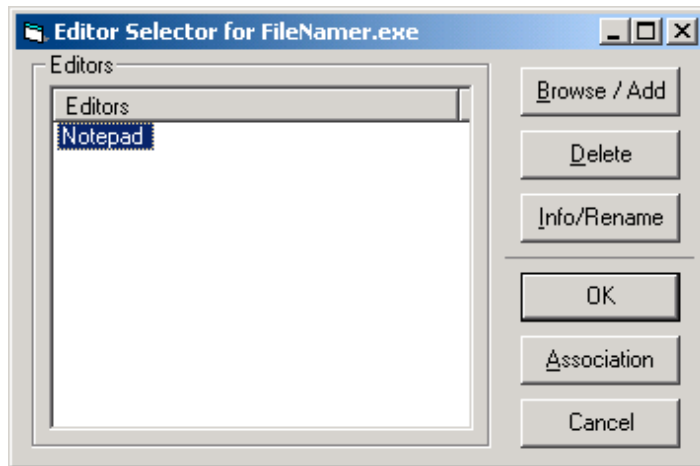 Editor Selector for FileNamer.exe
Editors
Editors
Notepad
Browse / Add
Delete
Info/Rename
OK
Association
Cancel